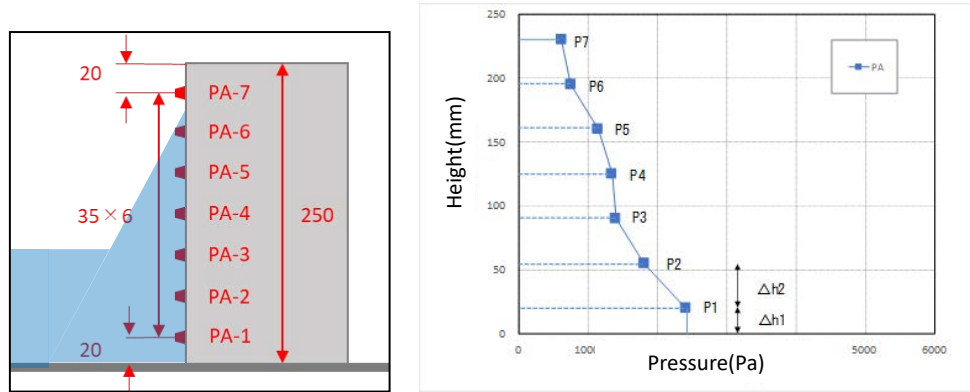 20
PA-7
PA-6
PA-5
35×6
PA-4
250
PA-3
PA-2
PA-1
20
250
200
150
100
50
0
Height(mm)
P7
P6
P5
P4
P3
P2
P1
PA
△h2
△h1
0
1000
5000
6000
Pressure(Pa)